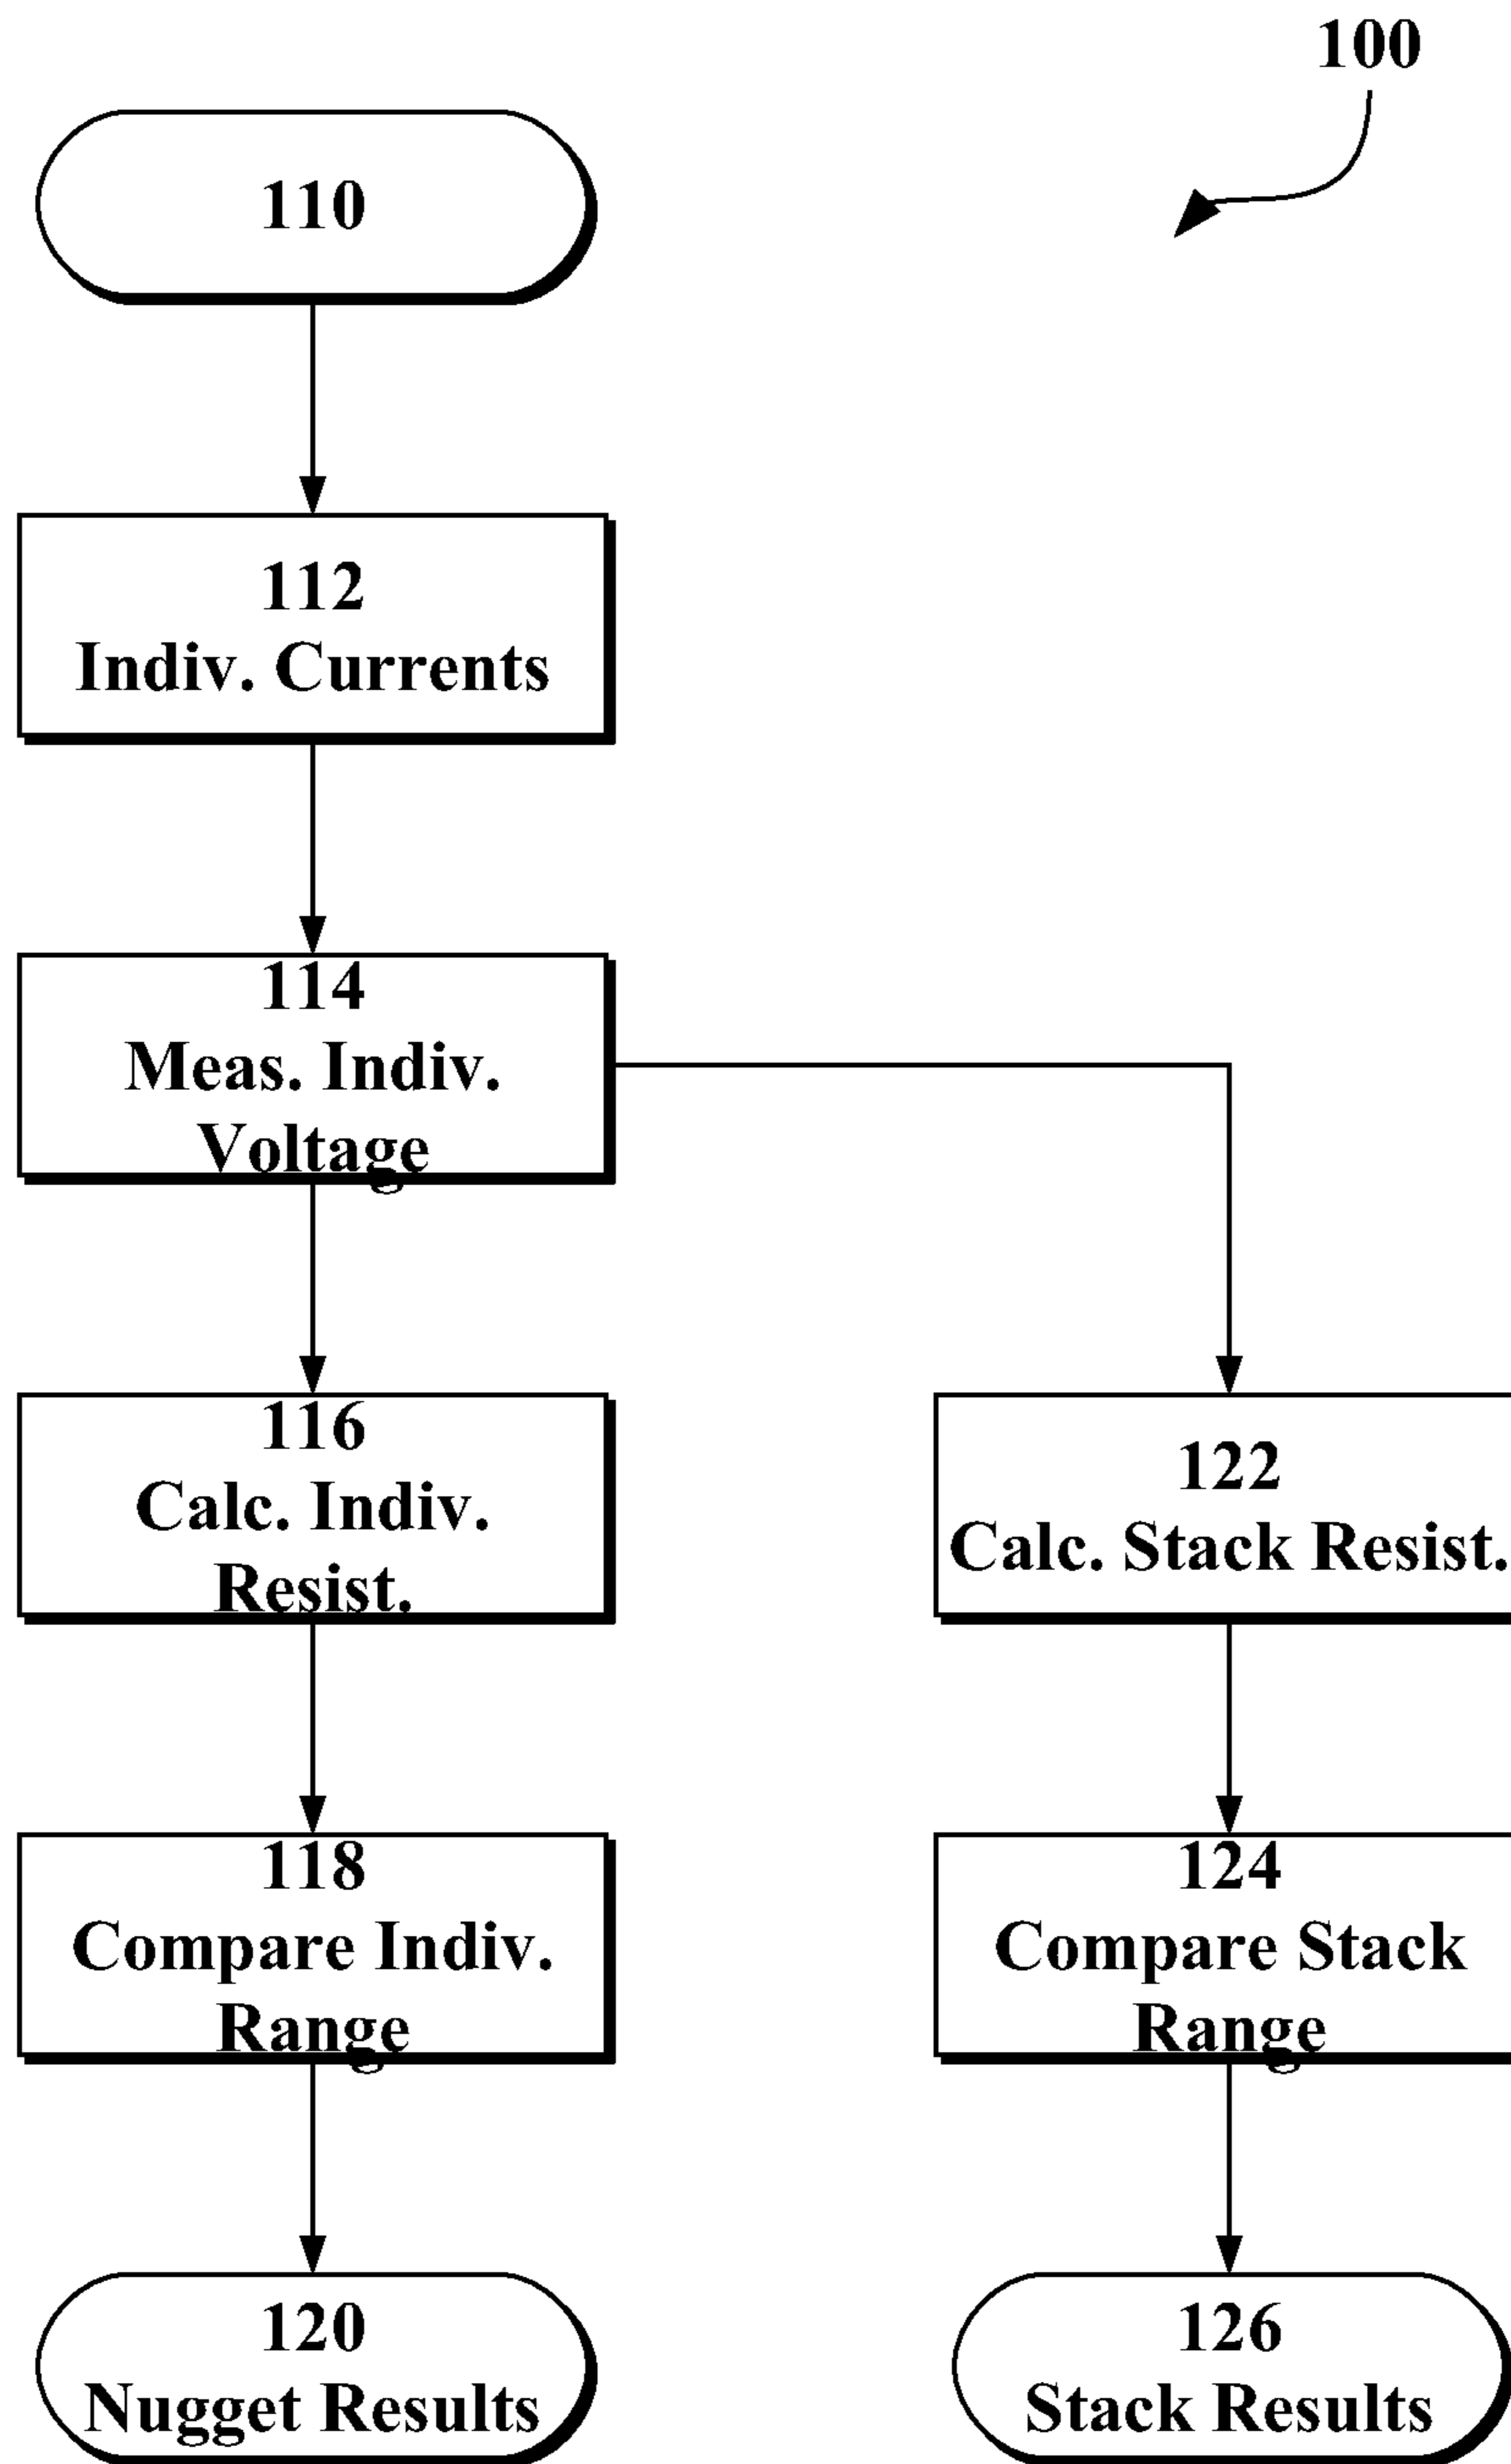 100
110
112
Indiv. Currents
114
Meas. Indiv.
Voltage
116
Calc. Indiv.
Resist.
122
Calc. Stack Resist.
118
Compare Indiv.
Range
124
Compare Stack
Range
120
Nugget Results
126
Stack Results